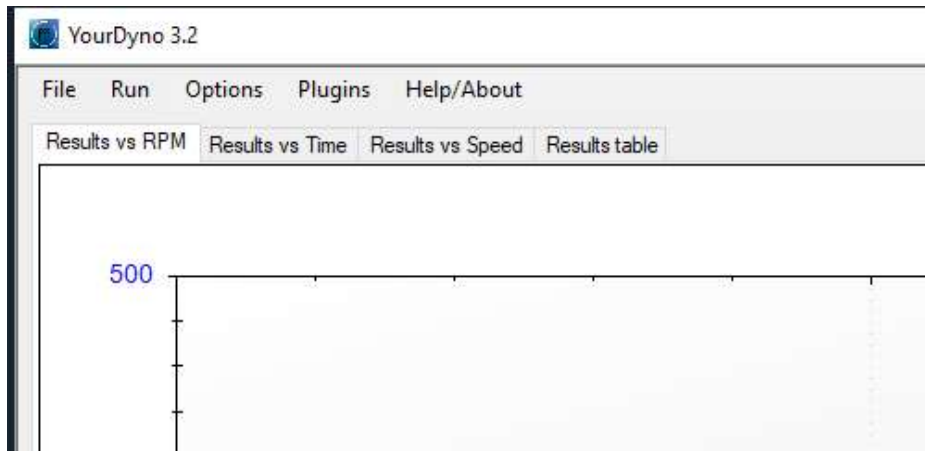 YourDyno 3.2
File Run Options Plugins Help/About
Results vs RPM Results vs Time Results vs Speed Results table
500